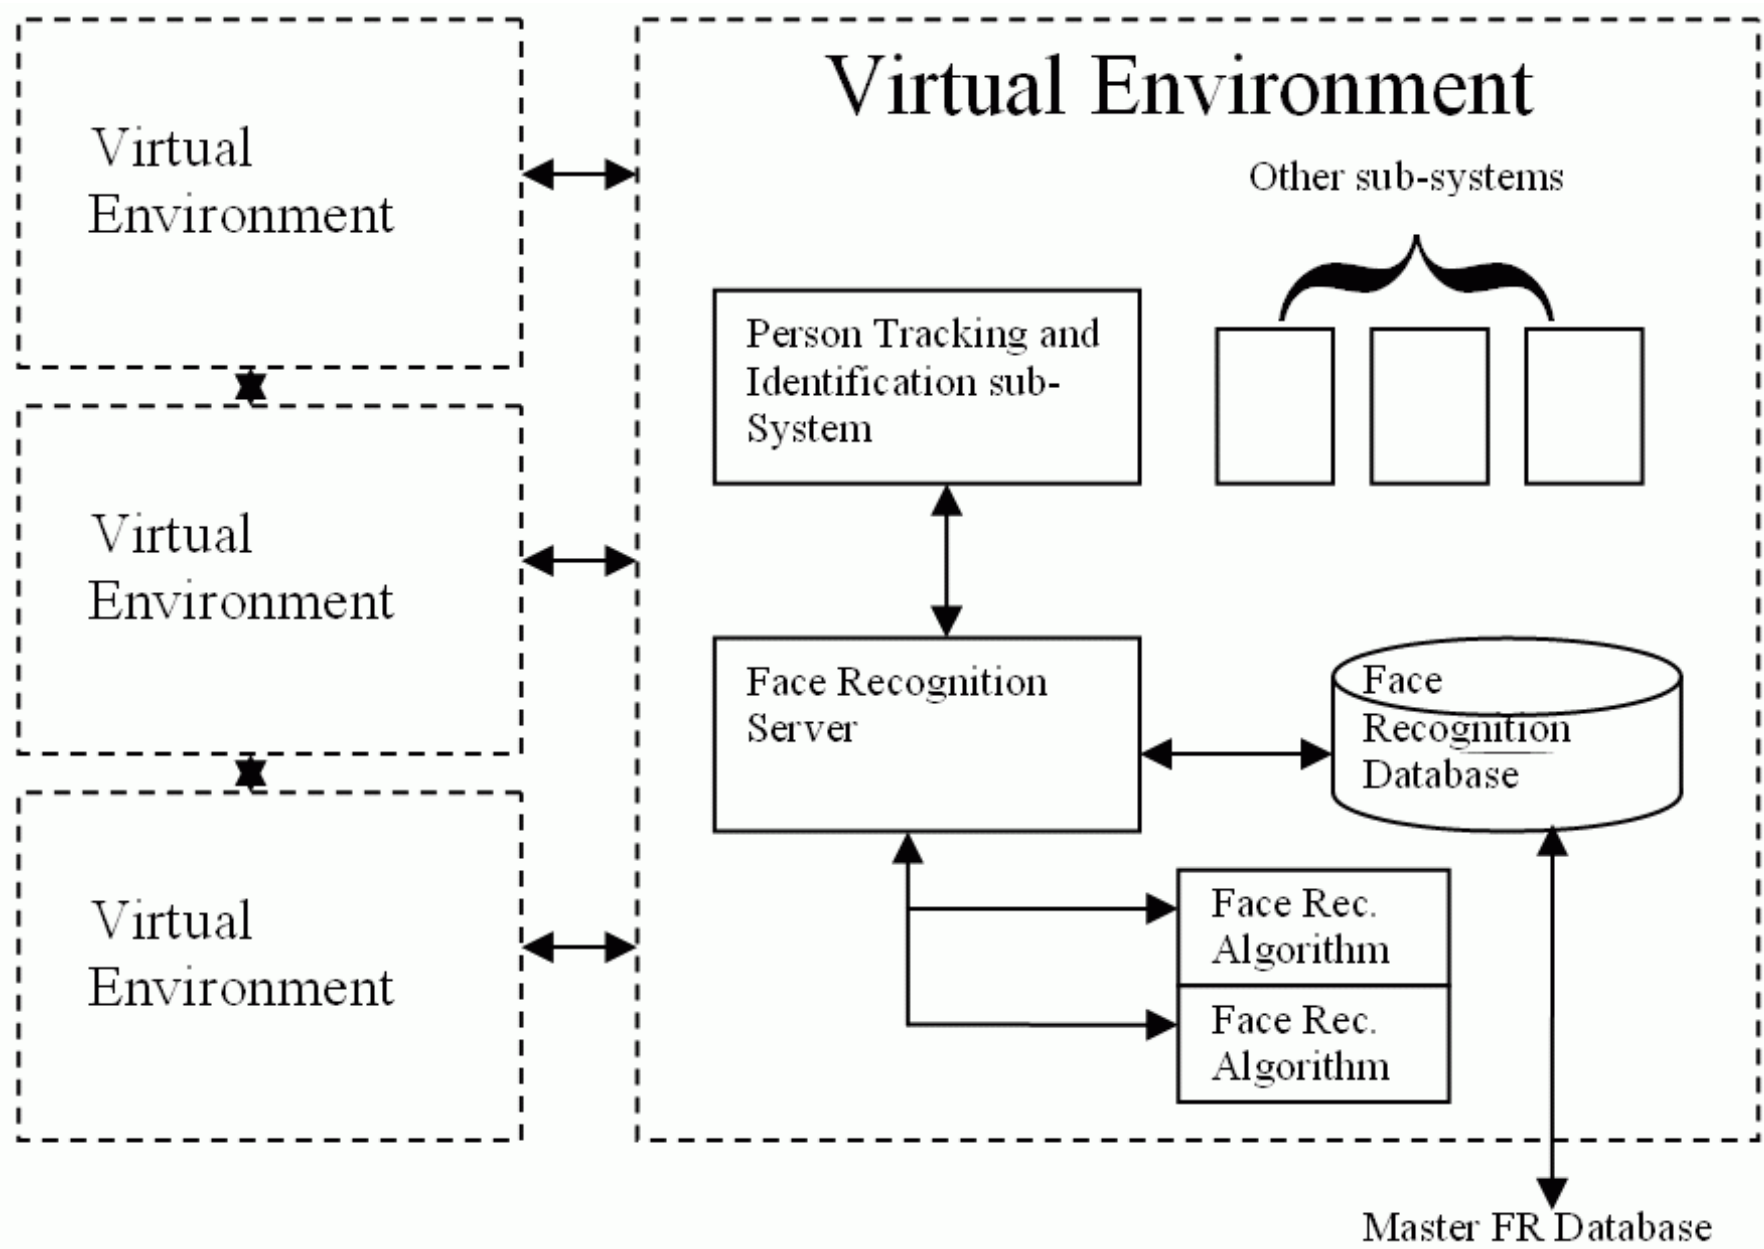 Virtual
Environment
Virtual
Environment
Virtual
Environment
Virtual Environment
Other sub-systems
Person Tracking and
Identification sub-
System
Face Recognition
Server
Face
Recognition
Database
Face Rec.
Algorithm
Face Rec.
Algorithm
Master FR Database